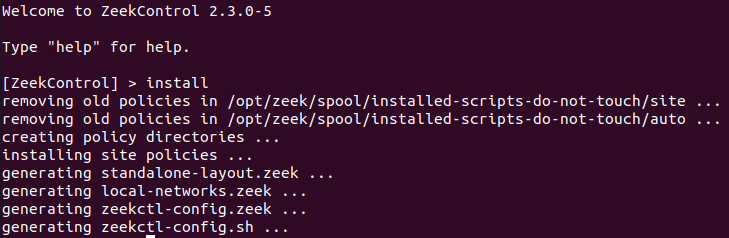 Welcome to ZeekControl 2.3.0-5
Type "help" for help.
[ZeekControl] > install
removing old policies in /opt/zeek/spool/installed-scripts-do-not-touch/site ...
removing old policies in /opt/zeek/spool/installed-scripts-do-not-touch/auto ...
creating policy directories ...
installing site policies ...
generating standalone-layout.zeek ...
generating local-networks.zeek ...
generating zeekctl-config.zeek ...
generating zeekctl-config.sh ...